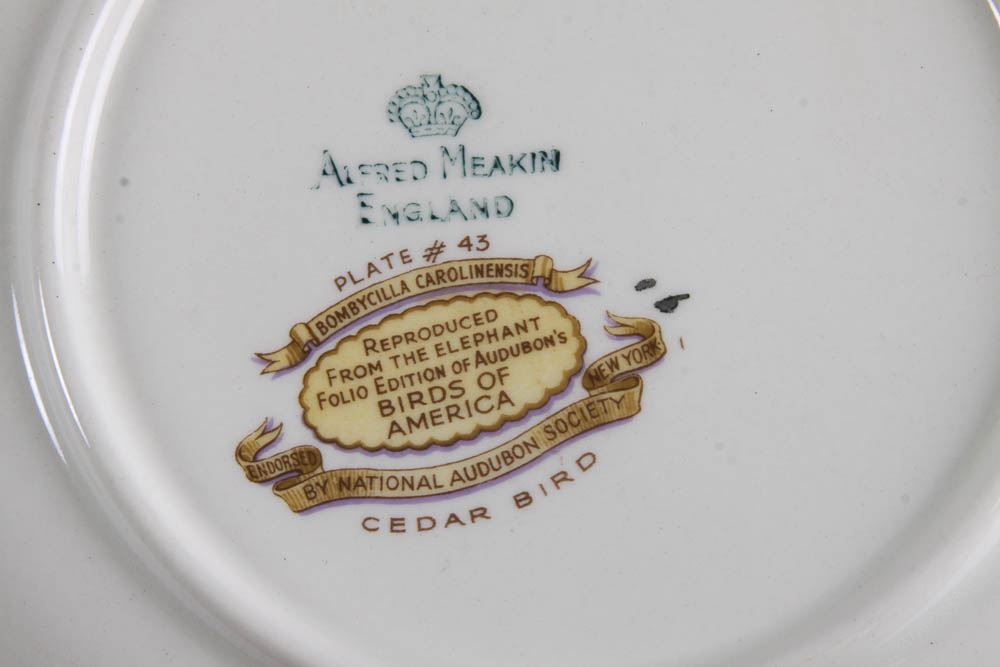 ALFRED MEAKIN
ENGLAND
PLATE # 43
BOMBYCILLA CAROLINENSIS
REPRODUCED
FROM THE ELEPHANT
FOLIO EDITION OF AUDUBON'S
BIRDS OF
AMERICA
ENDORSED BY NATIONAL AUDUBON SOCIETY NEW YORK
CEDAR BIRD